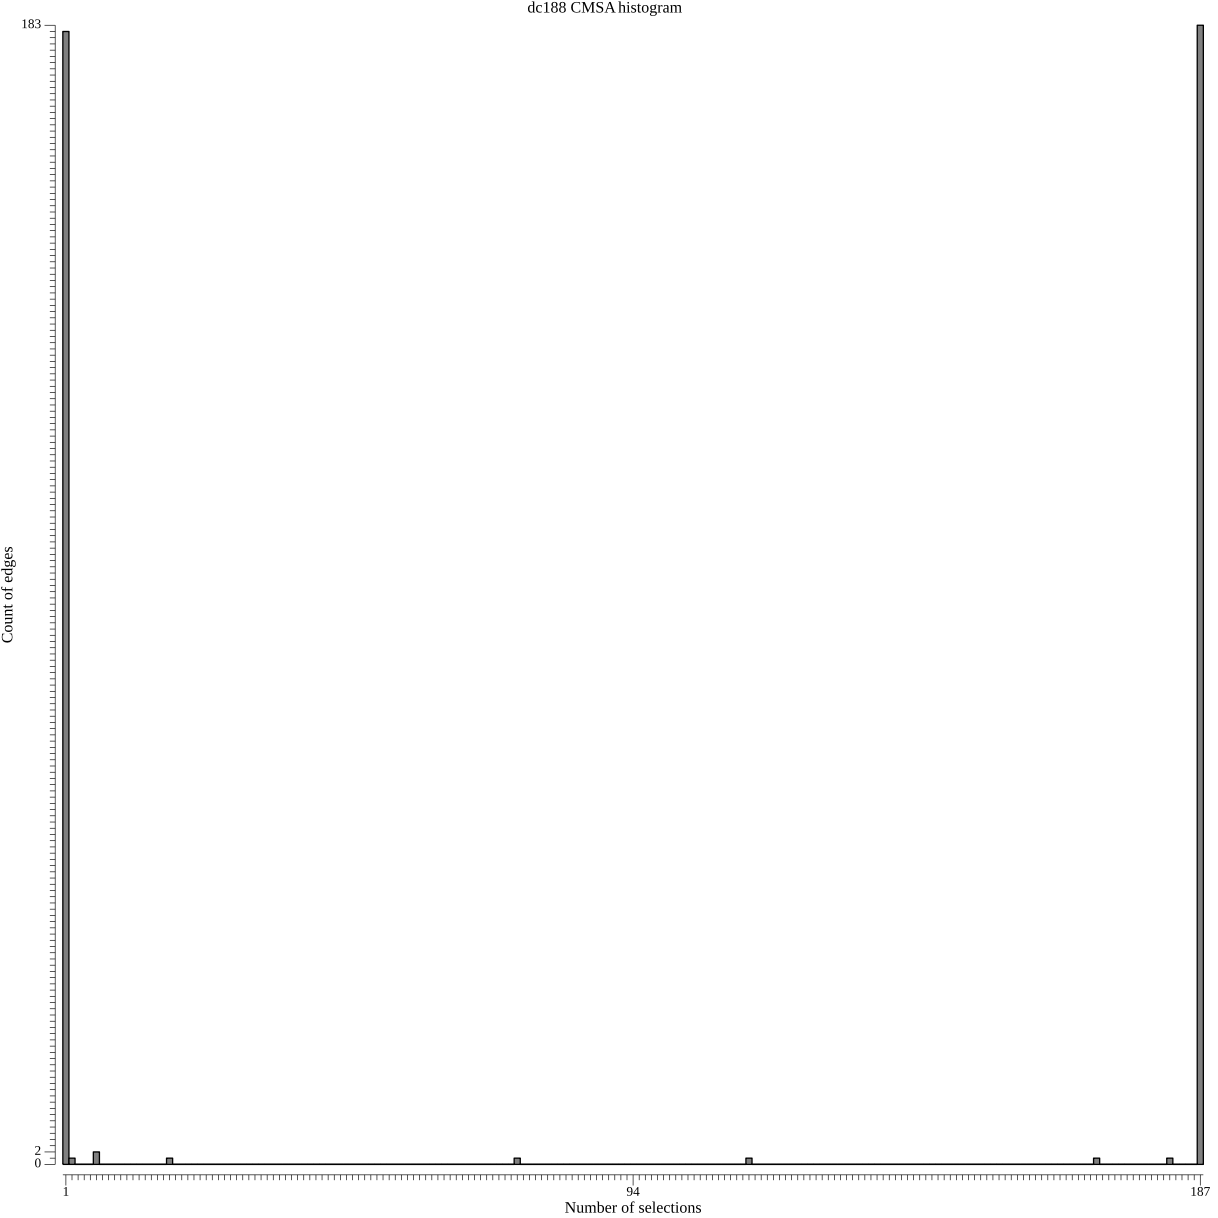 dc188 CMSA histogram
183
Count of edges
2
0
1 94 187
Number of selections